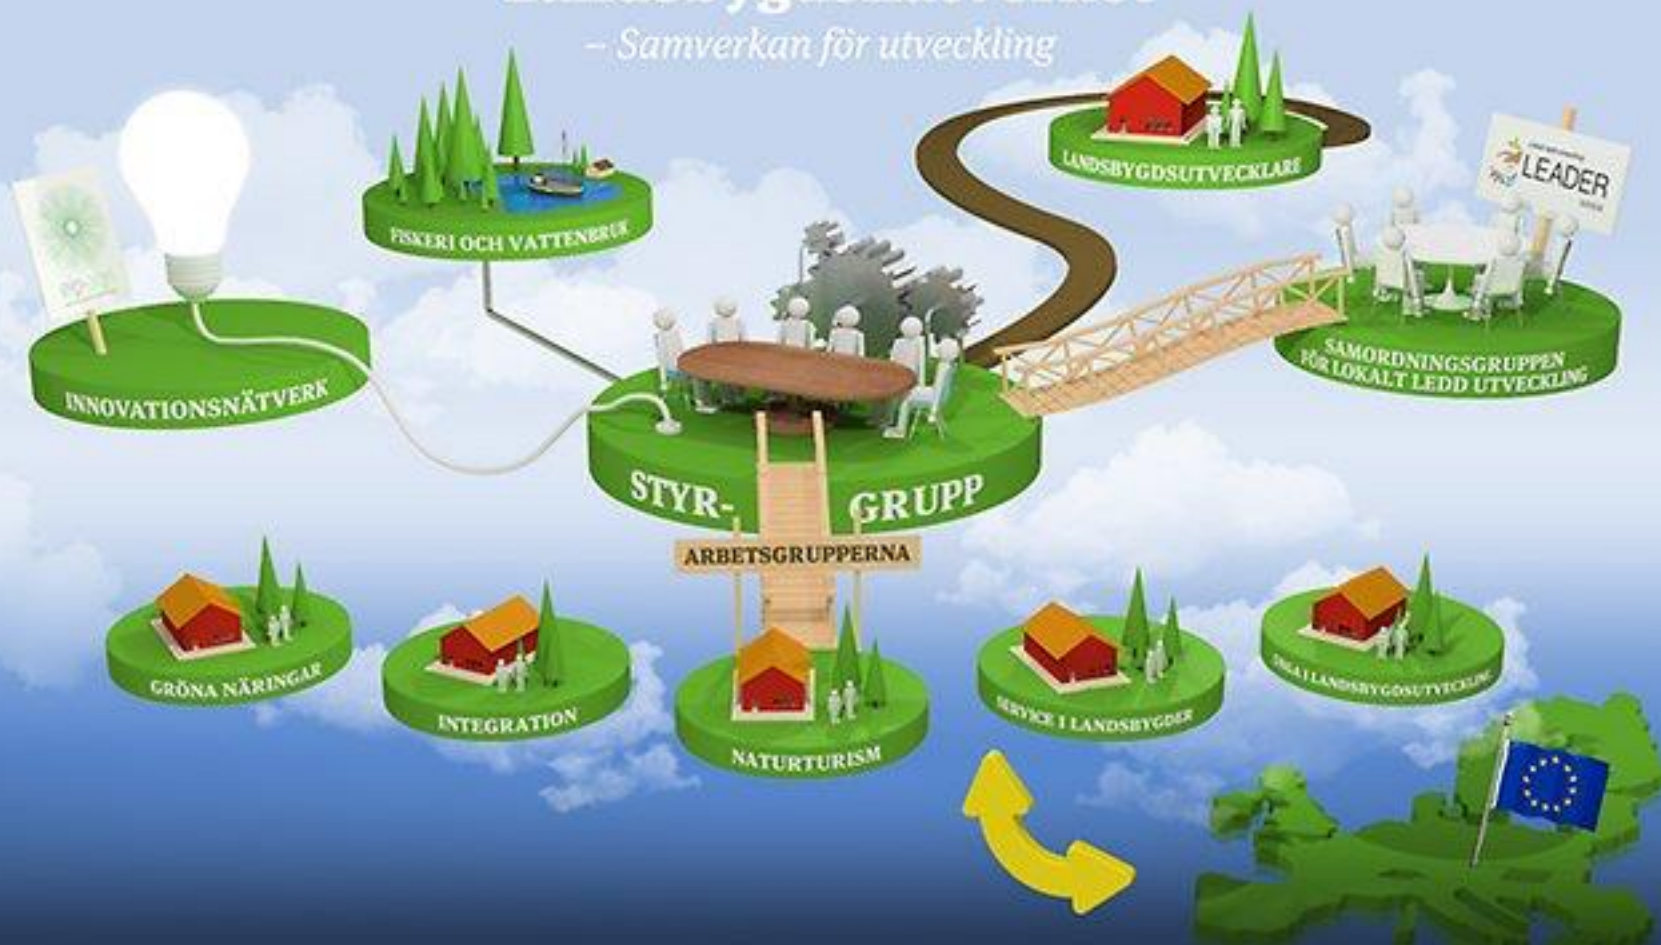 – Samverkan för utveckling
LANDSBYGDSUTVECKLARE
LEADER
FISKERI OCH VATTENBRUK
INNOVATIONSNÄTVERK
SAMORDNINGSGRUPPEN
FÖR LOKALT LEDD UTVECKLING
STYR-GRUPP
ARBETSGRUPPERNA
GRÖNA NÄRINGAR
INTEGRATION
NATURTURISM
SERVICE I LANDSBYGDER
UNGA I LANDSBYGDSUTVECKLING